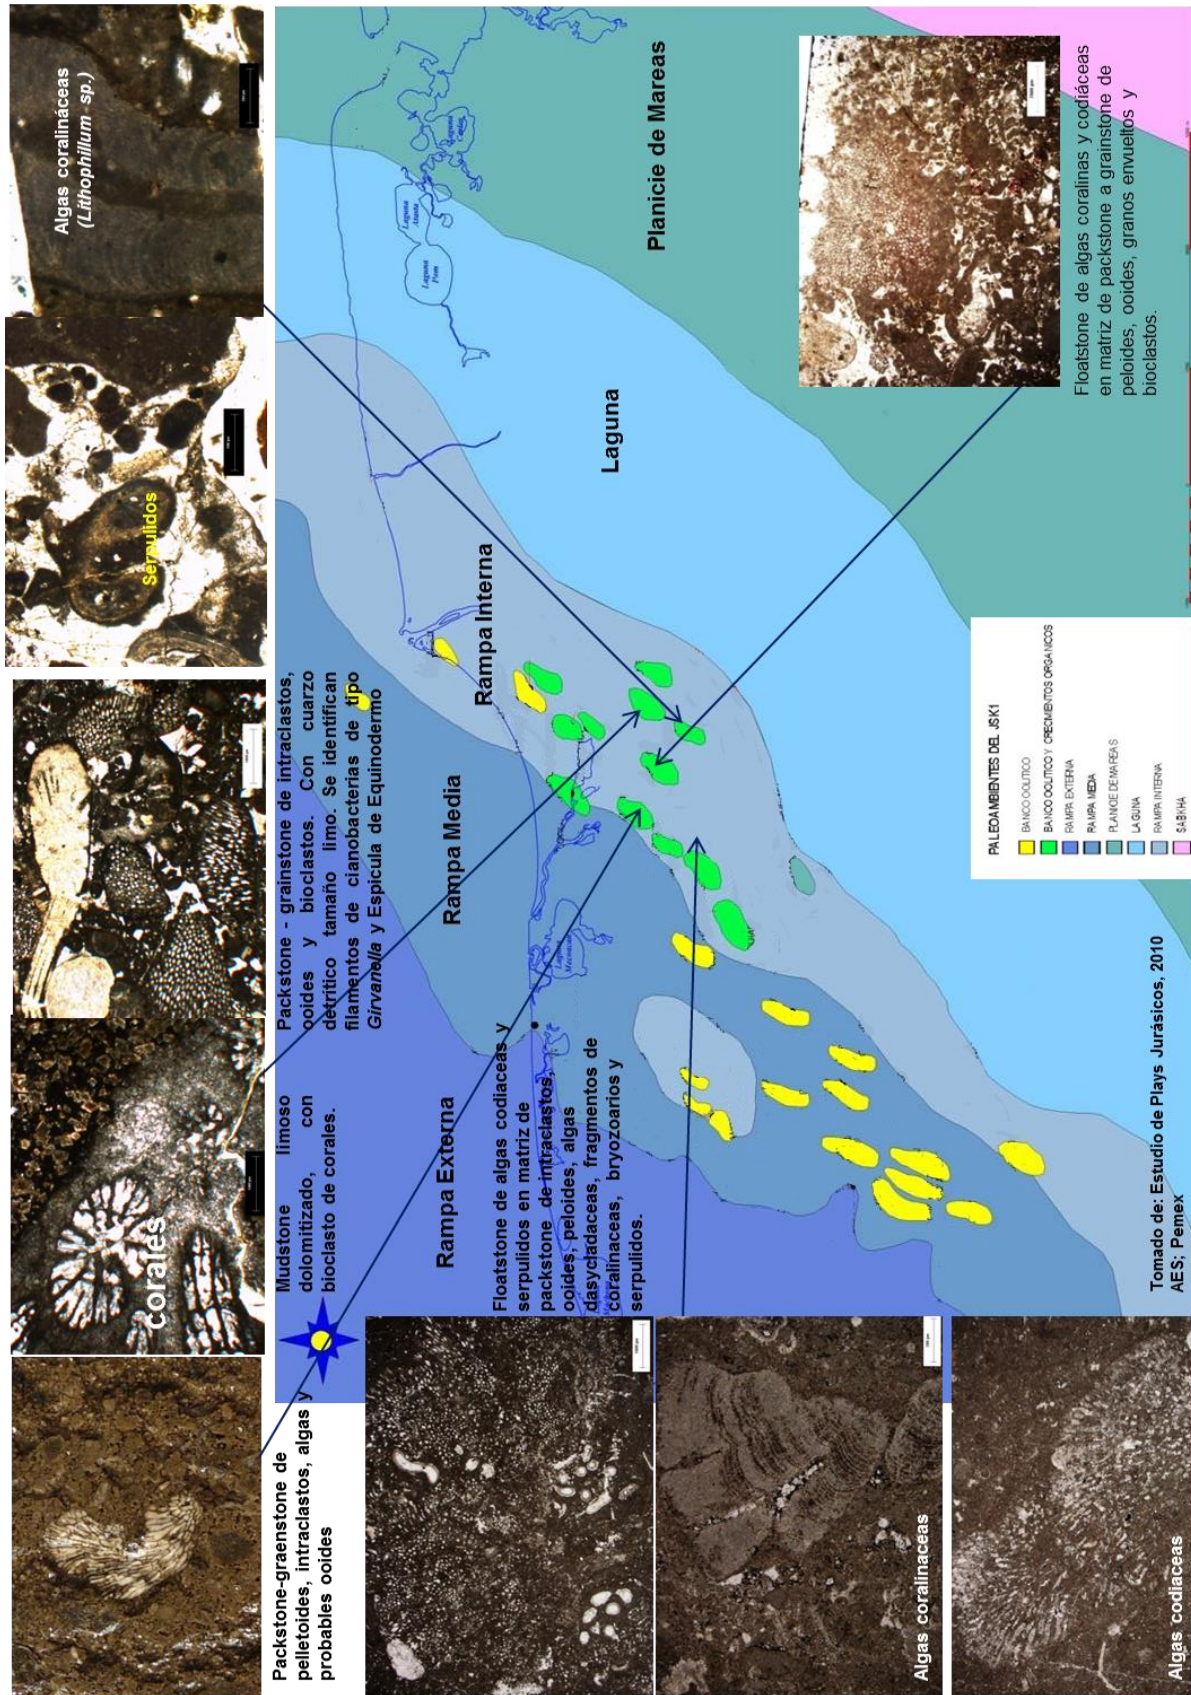 Algas coralináceas
(Lithophillum sp.)
Serpulidos
corales
Packstone - grainstone de intraclastos,
ooides y bioclastos. Con cuarzo
detrítico tamaño limo. Se identifican
filamentos de cianobacterias de tipo
Girvanella y Espicula de Equinodermo
Mudstone limoso
dolomitizado, con
bioclasto de corales.
Packstone-graenstone de
pelletoides, intraclastos, algas y
probables ooides
Rampa Externa
Rampa Media
Rampa Interna
Laguna
Planicie de Mareas
Laguna
Atasta
Laguna
Pom
Floatstone de algas codiaceas y
serpulidos en matriz de
packstone de intraclastos,
ooides, peloides, algas
dasycladaceas, fragmentos de
coralinaceas, bryozoarios y
serpulidos.
Floatstone de algas coralinas y codiáceas
en matriz de packstone a grainstone de
peloides, ooides, granos envueltos y
bioclastos.
Algas coralinaceas
Algas codiaceas
PALEOAMBIENTES DEL JSK1
BANCO OOLITICO
BANCO OOLITICO Y CRECIMIENTOS ORGANICOS
RAMPA EXTERNA
RAMPA MEDIA
PLANICIE DE MAREAS
LAGUNA
RAMPA INTERNA
SABKHA
Tomado de: Estudio de Plays Jurásicos, 2010
AES; Pemex